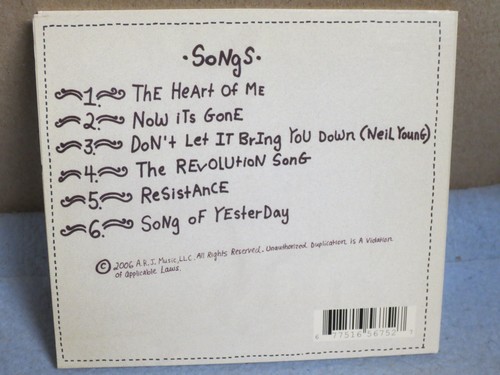 ·SoNgS·
1. ThE HeArt Of ME
2. Now iTs GonE
3. DoN't Let IT BrIng YoU DowN (NeiL YouNG)
4. The REvoLUtioN SonG
5. ReSistAnCE
6. SoNg oF YEsterDay
© 2006 A.R.J. Music, LLC. All Rights Reserved. Unauthorized Duplication Is A Violation
of Applicable Laws.